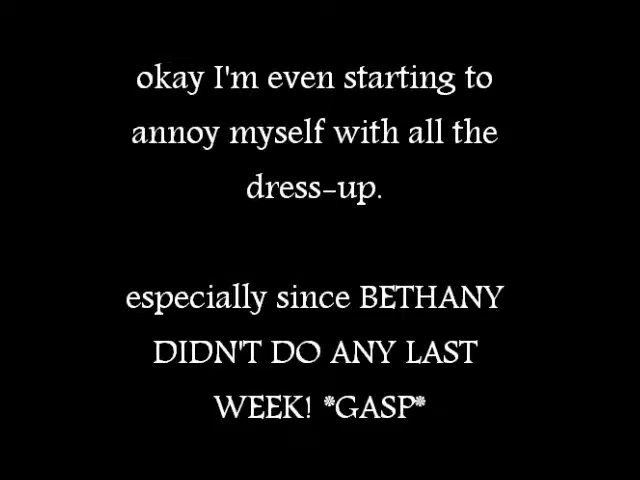 okay I'm even starting to
annoy myself with all the
dress-up.
especially since BETHANY
DIDN'T DO ANY LAST
WEEK! *GASP*